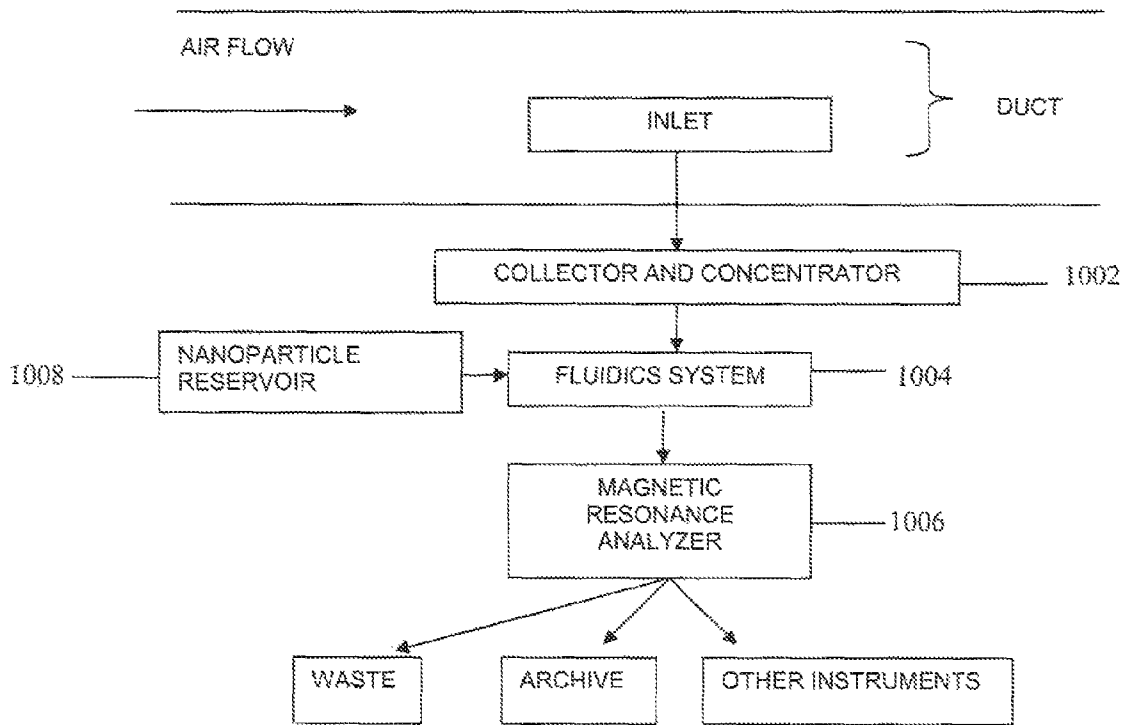 AIR FLOW
INLET
DUCT
COLLECTOR AND CONCENTRATOR
1002
NANOPARTICLE
RESERVOIR
1008
FLUIDICS SYSTEM
1004
MAGNETIC
RESONANCE
ANALYZER
1006
WASTE
ARCHIVE
OTHER INSTRUMENTS